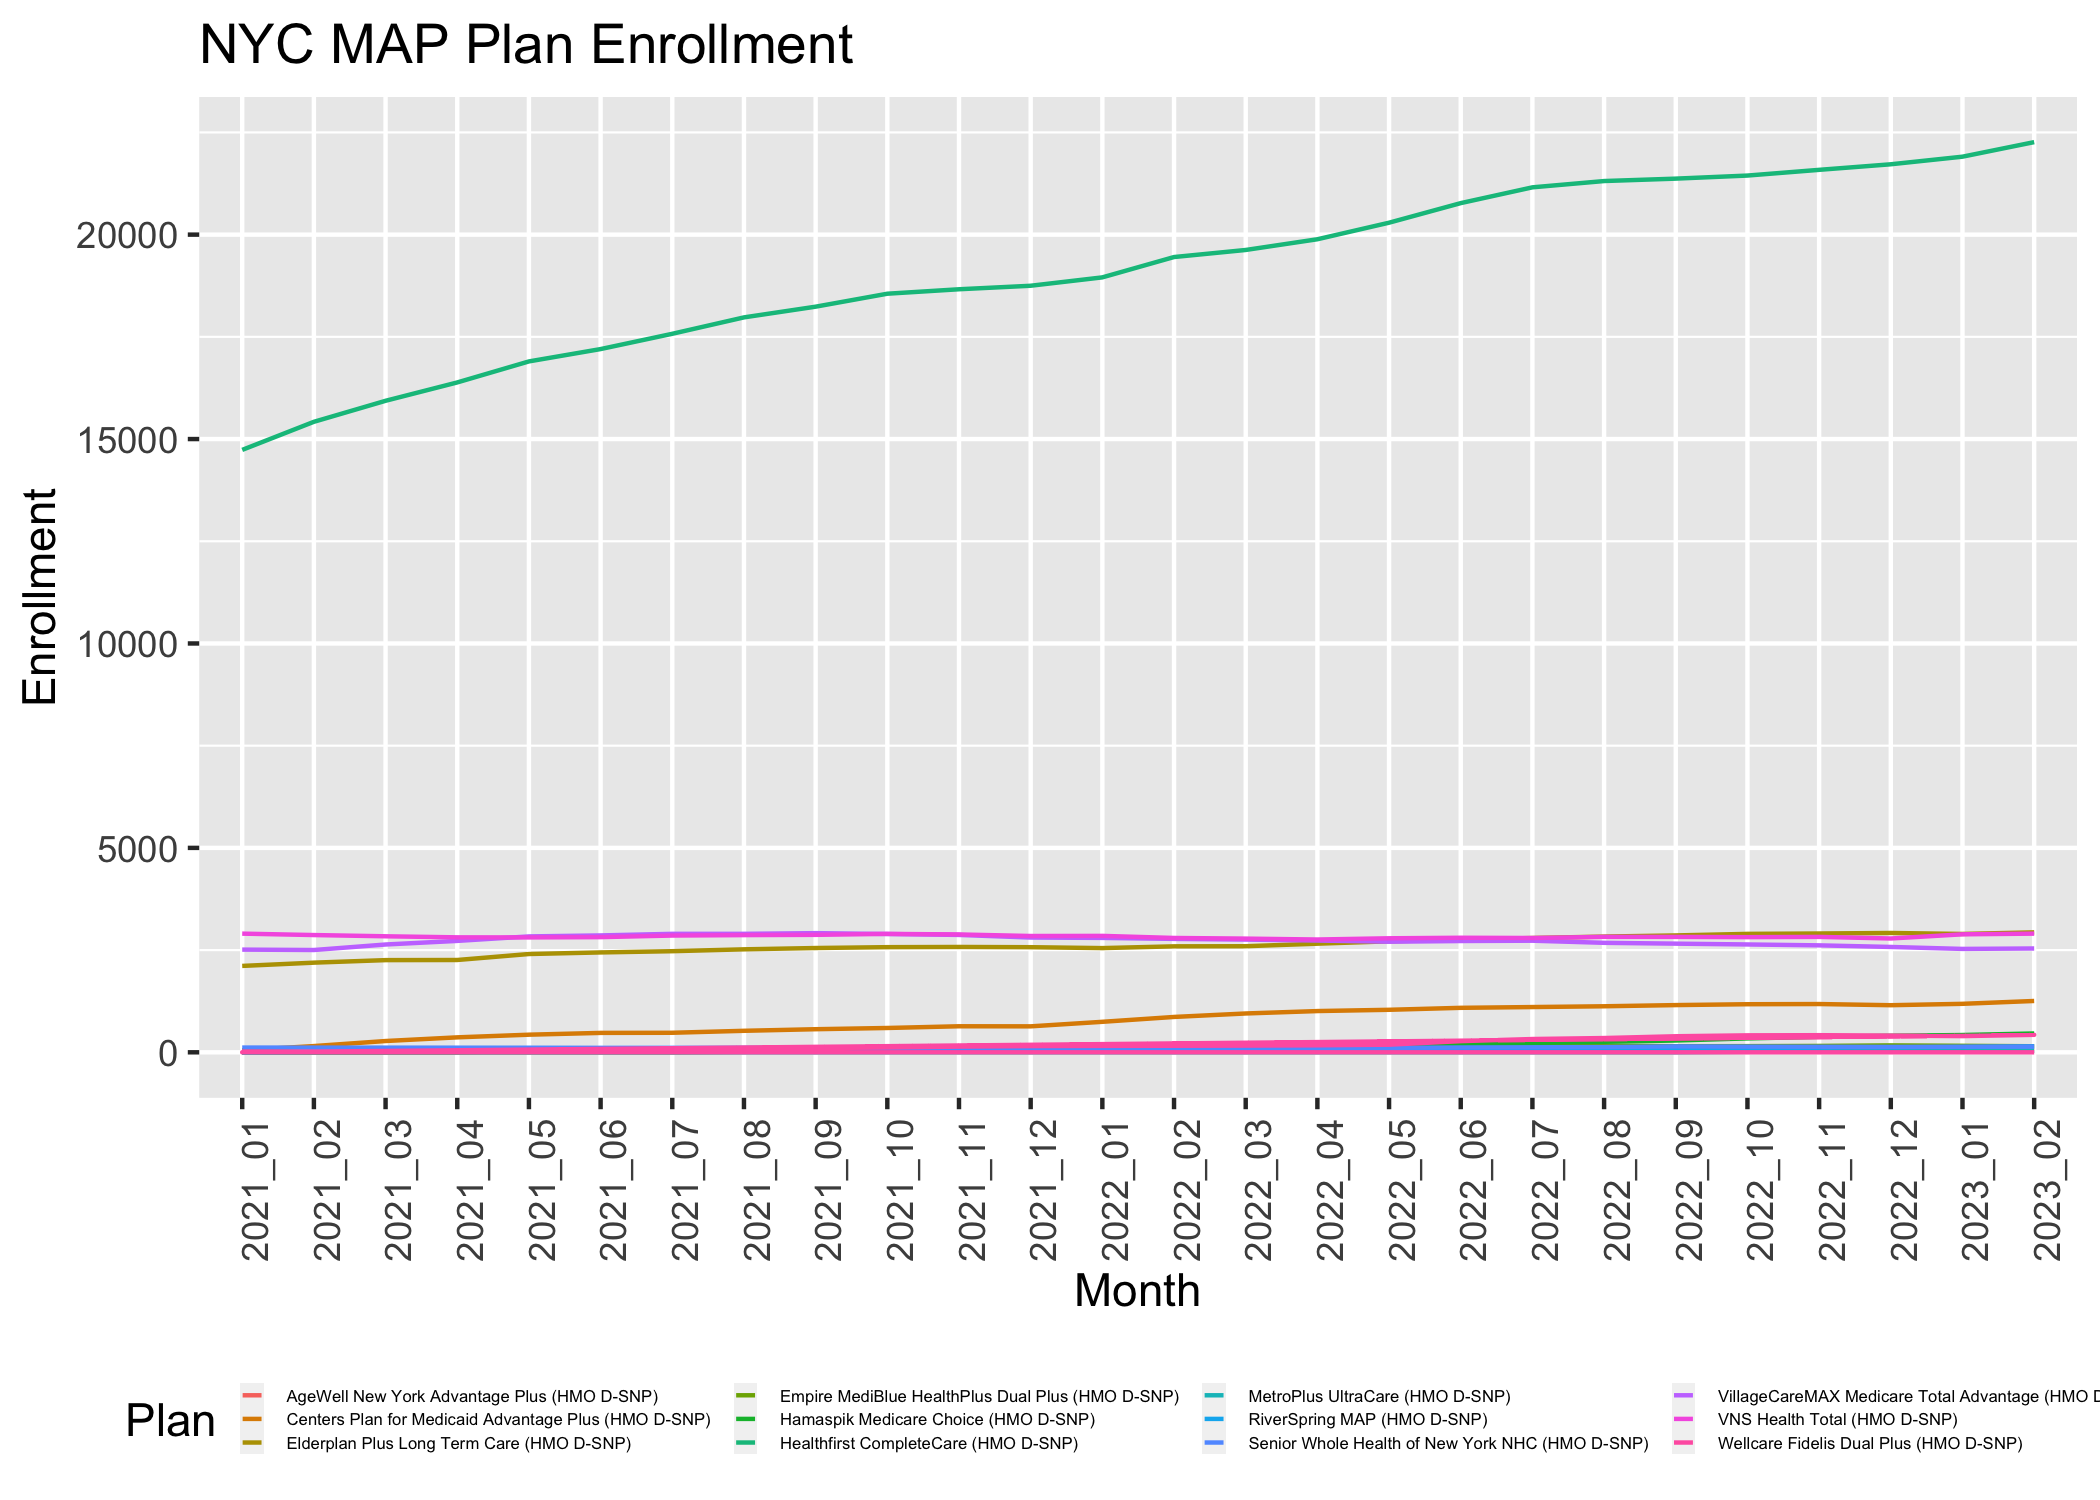 NYC MAP Plan Enrollment
Enrollment
20000
15000
10000
5000
0
2021_01
2021_02
2021_03
2021_04
2021_05
2021_06
2021_07
2021_08
2021_09
2021_10
2021_11
2021_12
2022_01
2022_02
2022_03
2022_04
2022_05
2022_06
2022_07
2022_08
2022_09
2022_10
2022_11
2022_12
2023_01
2023_02
Month
Plan
AgeWell New York Advantage Plus (HMO D-SNP)
Centers Plan for Medicaid Advantage Plus (HMO D-SNP)
Elderplan Plus Long Term Care (HMO D-SNP)
Empire MediBlue HealthPlus Dual Plus (HMO D-SNP)
Hamaspik Medicare Choice (HMO D-SNP)
Healthfirst CompleteCare (HMO D-SNP)
MetroPlus UltraCare (HMO D-SNP)
RiverSpring MAP (HMO D-SNP)
Senior Whole Health of New York NHC (HMO D-SNP)
VillageCareMAX Medicare Total Advantage (HMO D
VNS Health Total (HMO D-SNP)
Wellcare Fidelis Dual Plus (HMO D-SNP)